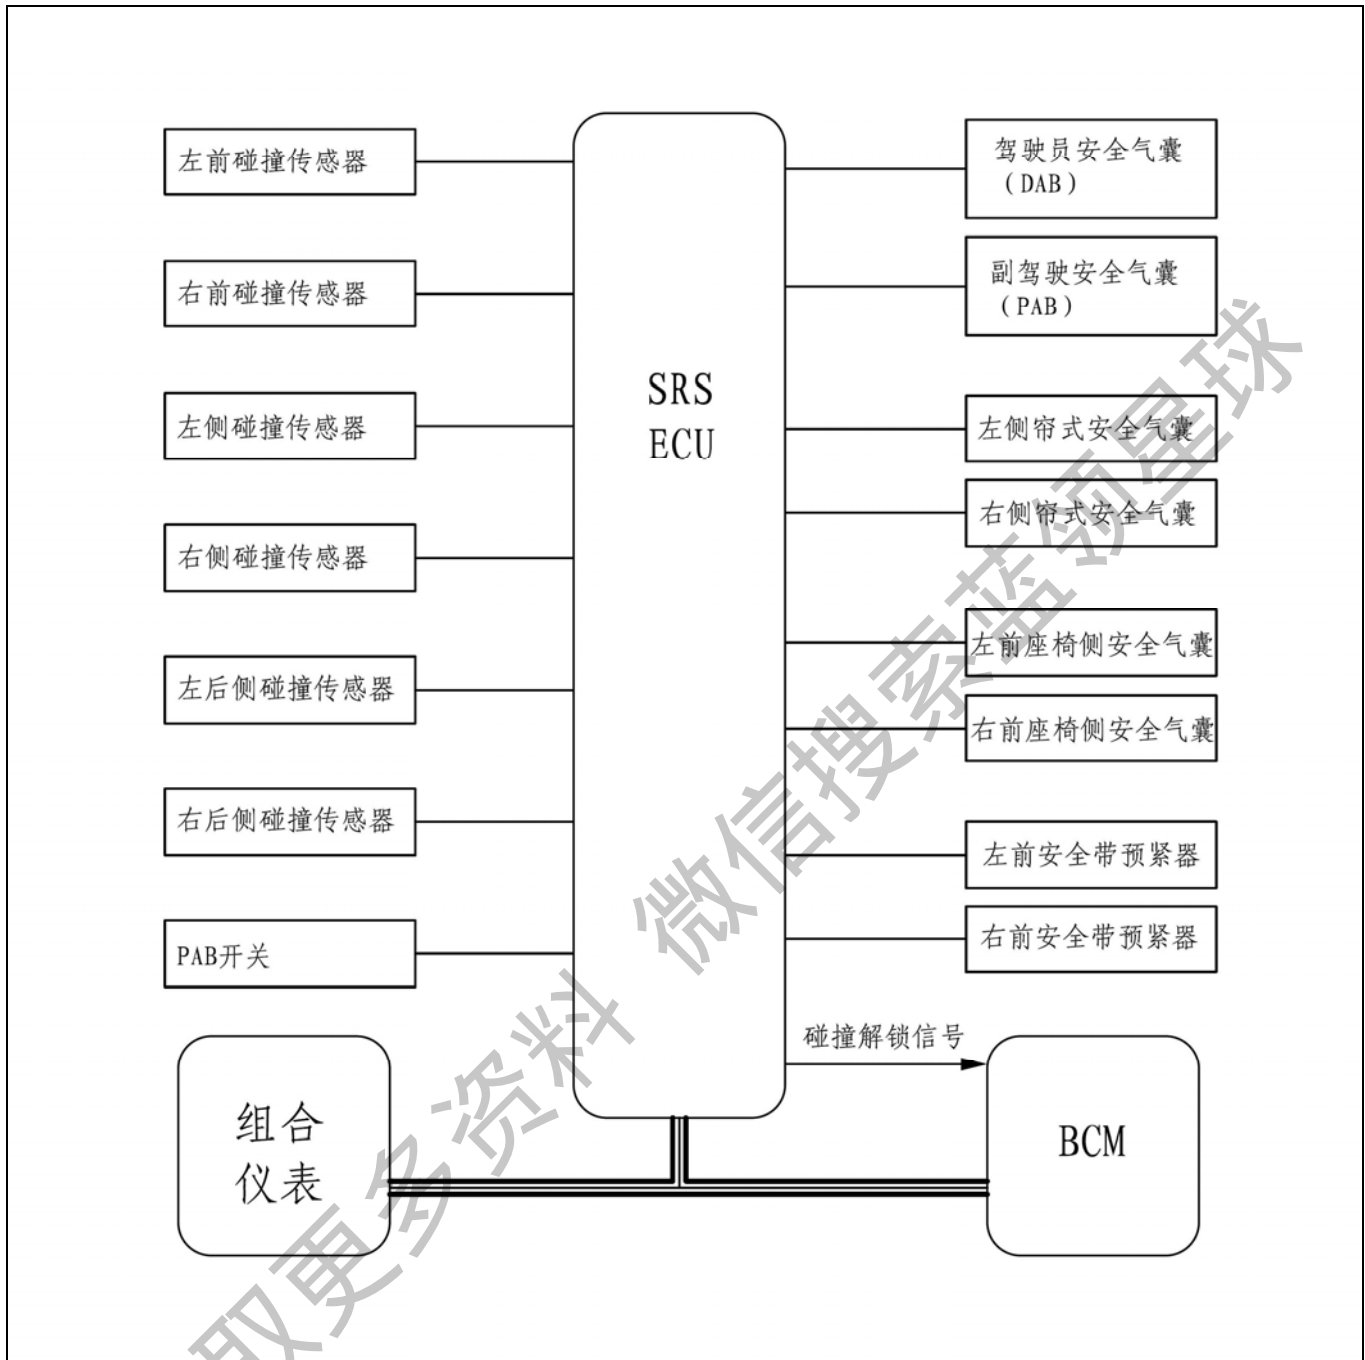 左前碰撞传感器
右前碰撞传感器
左侧碰撞传感器
右侧碰撞传感器
左后侧碰撞传感器
右后侧碰撞传感器
PAB开关
SRS
ECU
驾驶员安全气囊
（DAB）
副驾驶安全气囊
（PAB）
左侧帘式安全气囊
右侧帘式安全气囊
左前座椅侧安全气囊
右前座椅侧安全气囊
左前安全带预紧器
右前安全带预紧器
碰撞解锁信号
组合
仪表
BCM
取更多资料 微信搜索蓝领星球